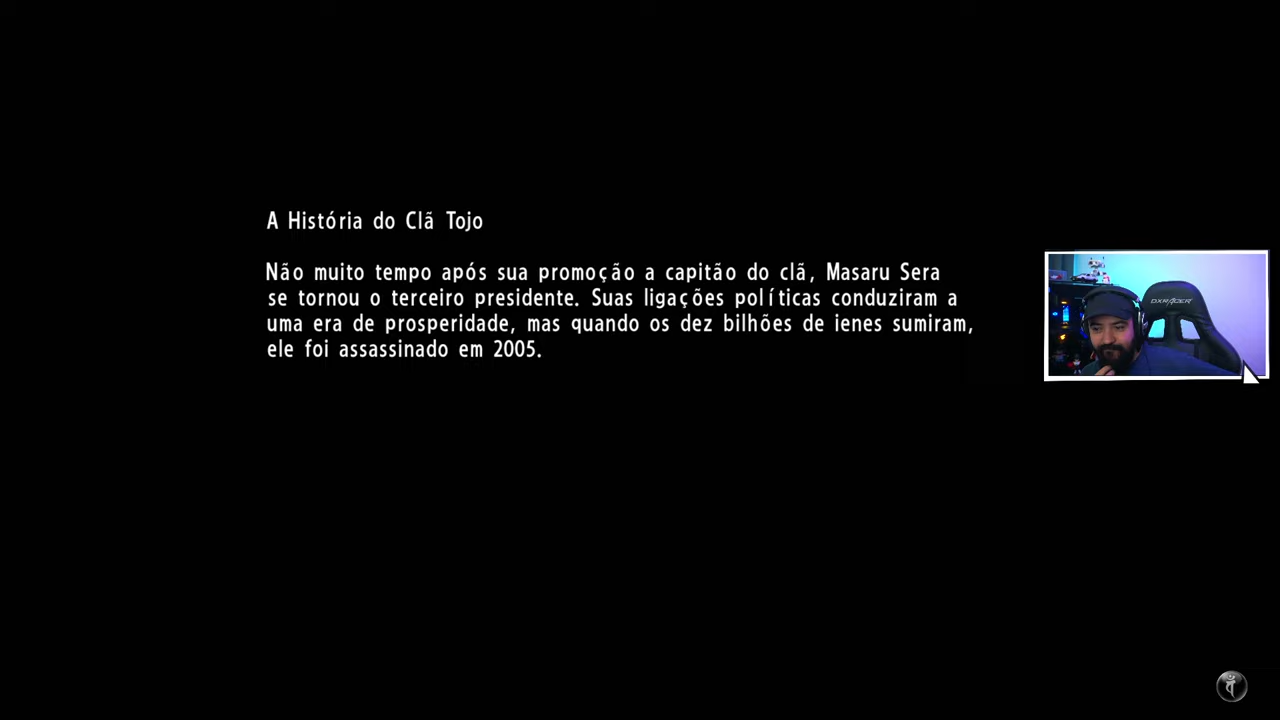 A História do Clã Tojo
Não muito tempo após sua promoção a capitão do clã, Masaru Sera
se tornou o terceiro presidente. Suas ligações políticas conduziram a
uma era de prosperidade, mas quando os dez bilhões de ienes sumiram,
ele foi assassinado em 2005.
DXRACER